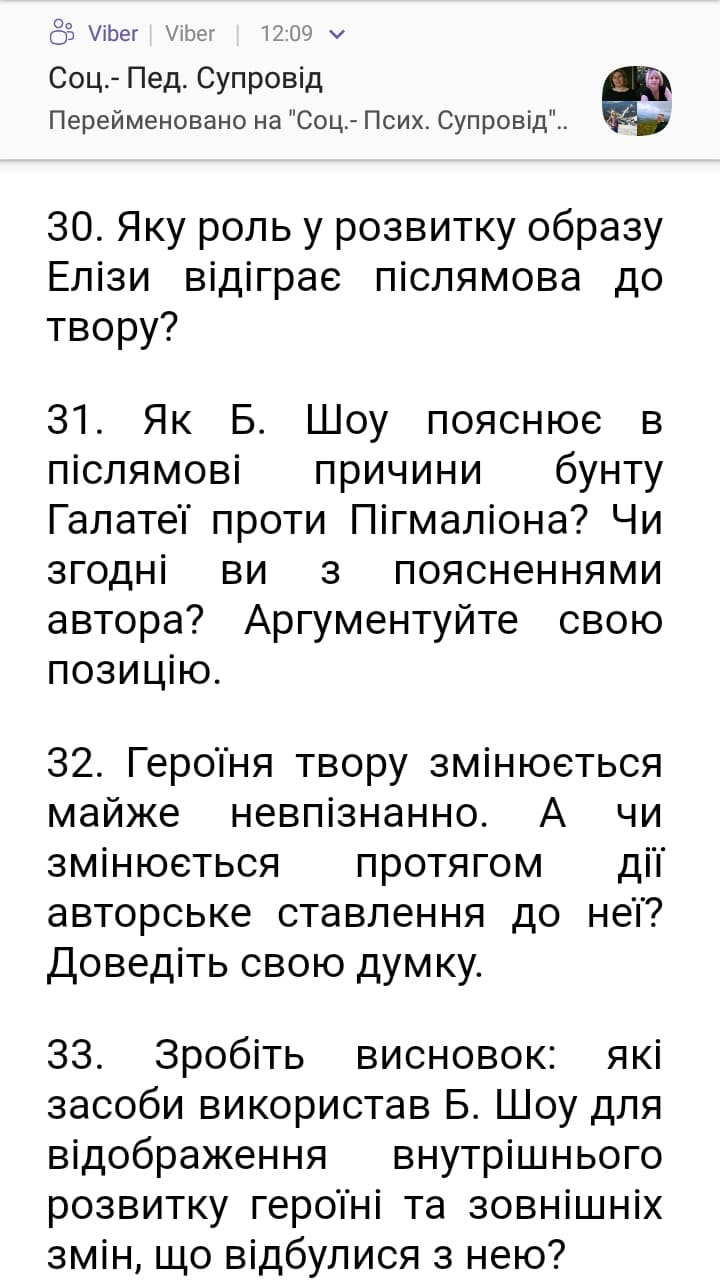 Viber | Viber | 12:09
Соц.- Пед. Супровід
Перейменовано на "Соц.- Псих. Супровід"..
30. Яку роль у розвитку образу
Елізи відіграє післямова до
твору?
31. Як Б. Шоу пояснює в
післямові причини бунту
Галатеї проти Пігмаліона? Чи
згодні ви з поясненнями
автора? Аргументуйте свою
позицію.
32. Героїня твору змінюється
майже невпізнанно. А чи
змінюється протягом дії
авторське ставлення до неї?
Доведіть свою думку.
33. Зробіть висновок: які
засоби використав Б. Шоу для
відображення внутрішнього
розвитку героїні та зовнішніх
змін, що відбулися з нею?